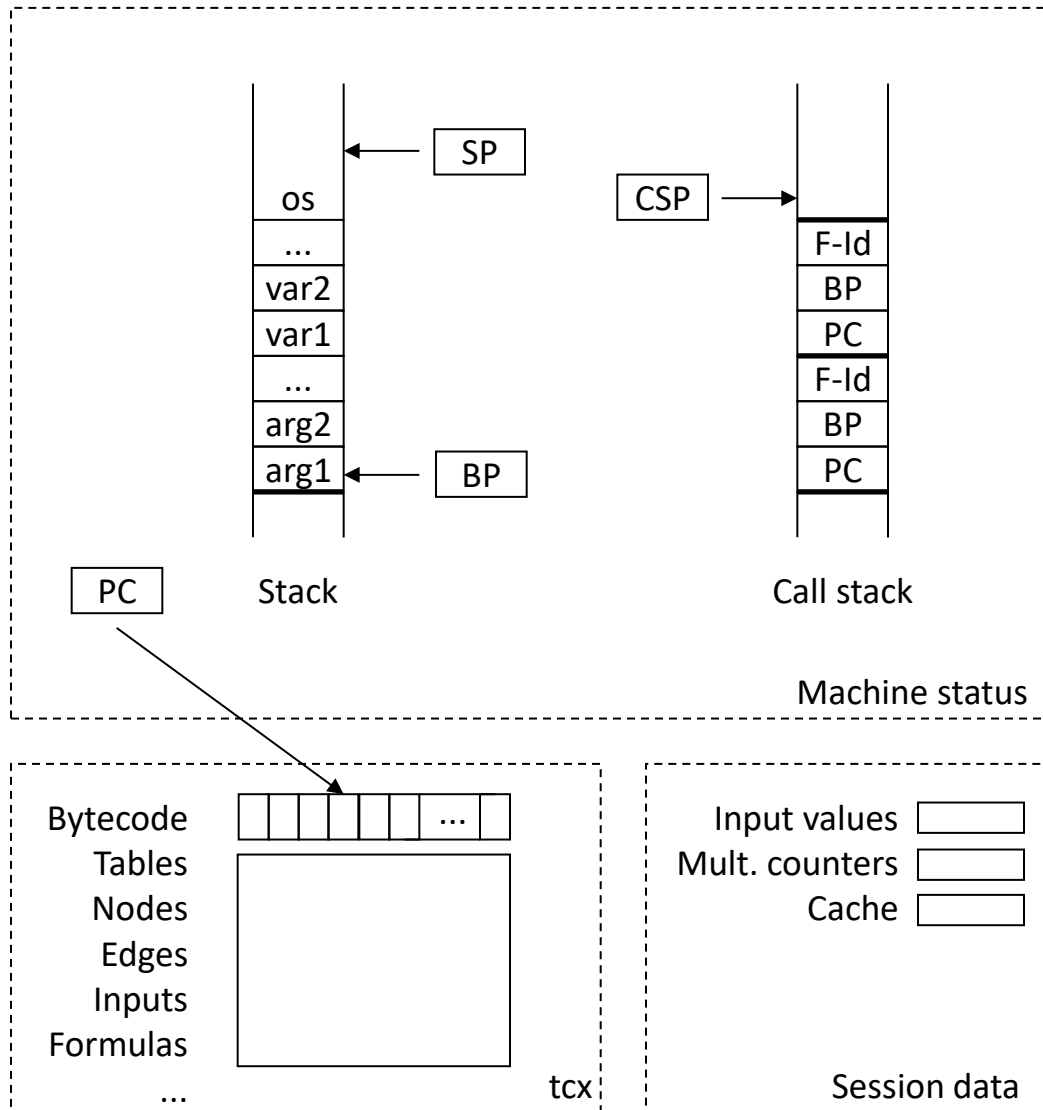 SP
os
...
var2
var1
...
arg2
arg1
BP
CSP
F-Id
BP
PC
F-Id
BP
PC
PC
Stack
Call stack
Machine status
Bytecode
...
Tables
Nodes
Edges
Inputs
Formulas
...
tcx
Input values
Mult. counters
Cache
Session data